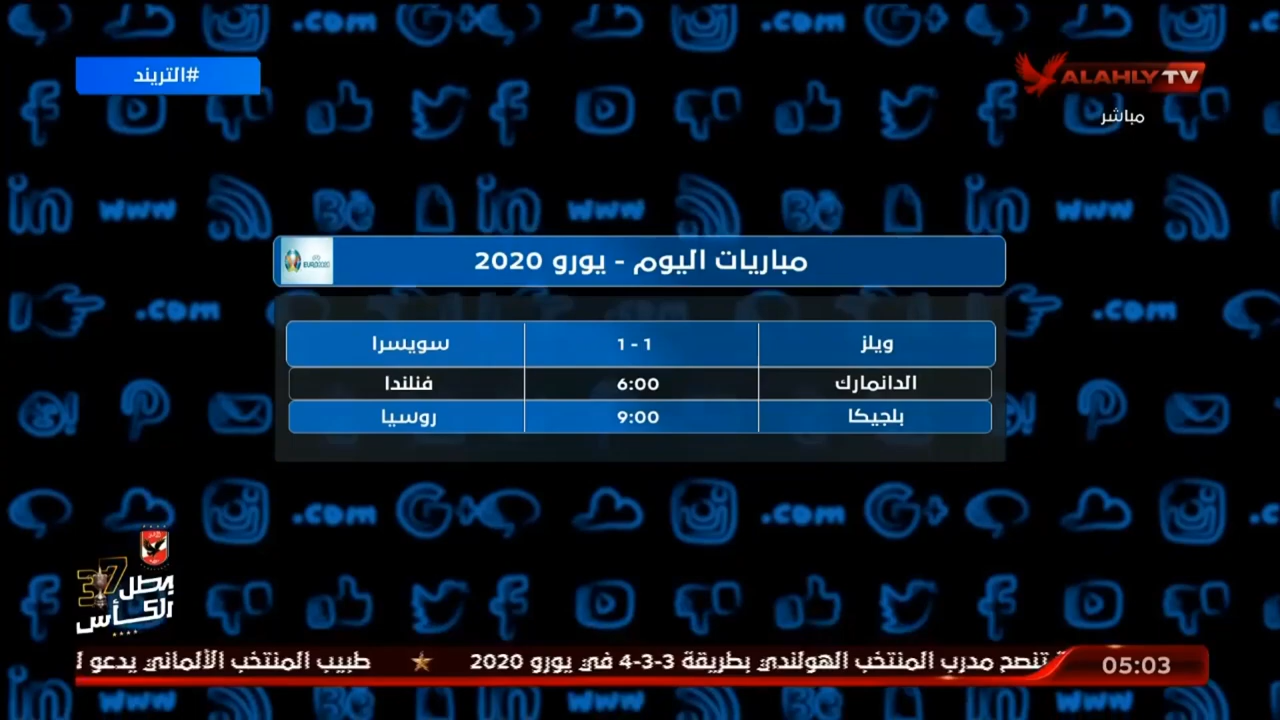 #التريند
ALAHLY TV
مباشر
مباريات اليوم - يورو 2020
EURO2020
ويلز 1 - 1 سويسرا
الدانمارك 6:00 فنلندا
بلجيكا 9:00 روسيا
بطل
37
الكأس
تنصح مدرب المنتخب الهولندي بطريقة 3-3-4 في يورو 2020 ★ طبيب المنتخب الألماني يدعو
05:03